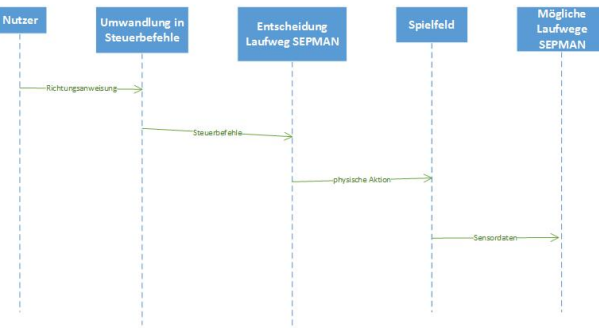 Nutzer
Umwandlung in
Steuerbefehle
Entscheidung
Laufweg SEPMAN
Spielfeld
Mögliche
Laufwege
SEPMAN
Richtungsanweisung
Steuerbefehle
physische Aktion
Sensordaten